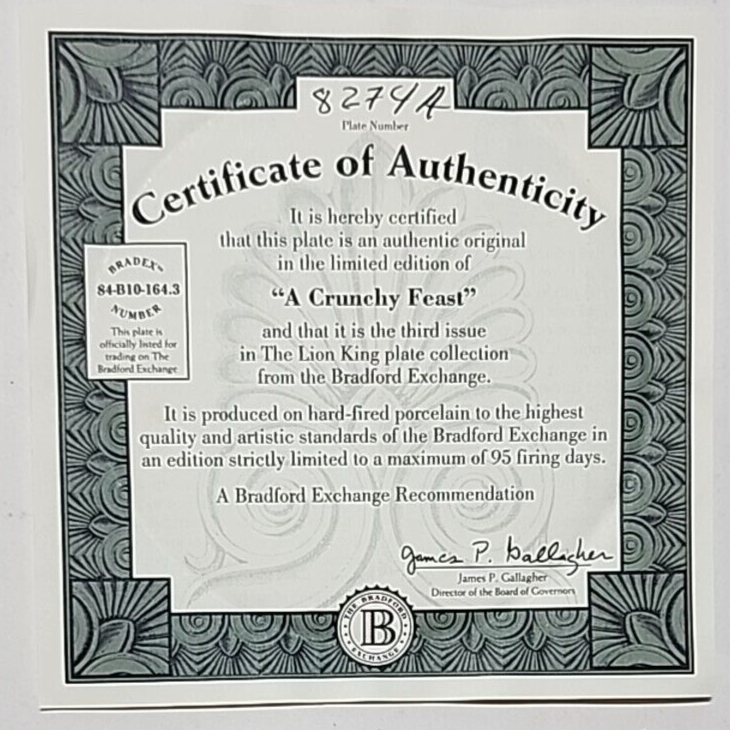 8274A
Plate Number
Certificate of Authenticity
It is hereby certified
that this plate is an authentic original
in the limited edition of
“A Crunchy Feast”
and that it is the third issue
in The Lion King plate collection
from the Bradford Exchange.
BRADEX™
84-B10-164.3
NUMBER
This plate is
officially listed for
trading on The
Bradford Exchange
It is produced on hard-fired porcelain to the highest
quality and artistic standards of the Bradford Exchange in
an edition strictly limited to a maximum of 95 firing days.
A Bradford Exchange Recommendation
James P. Gallagher
James P. Gallagher
Director of the Board of Governors
THE BRADFORD
B
EXCHANGE